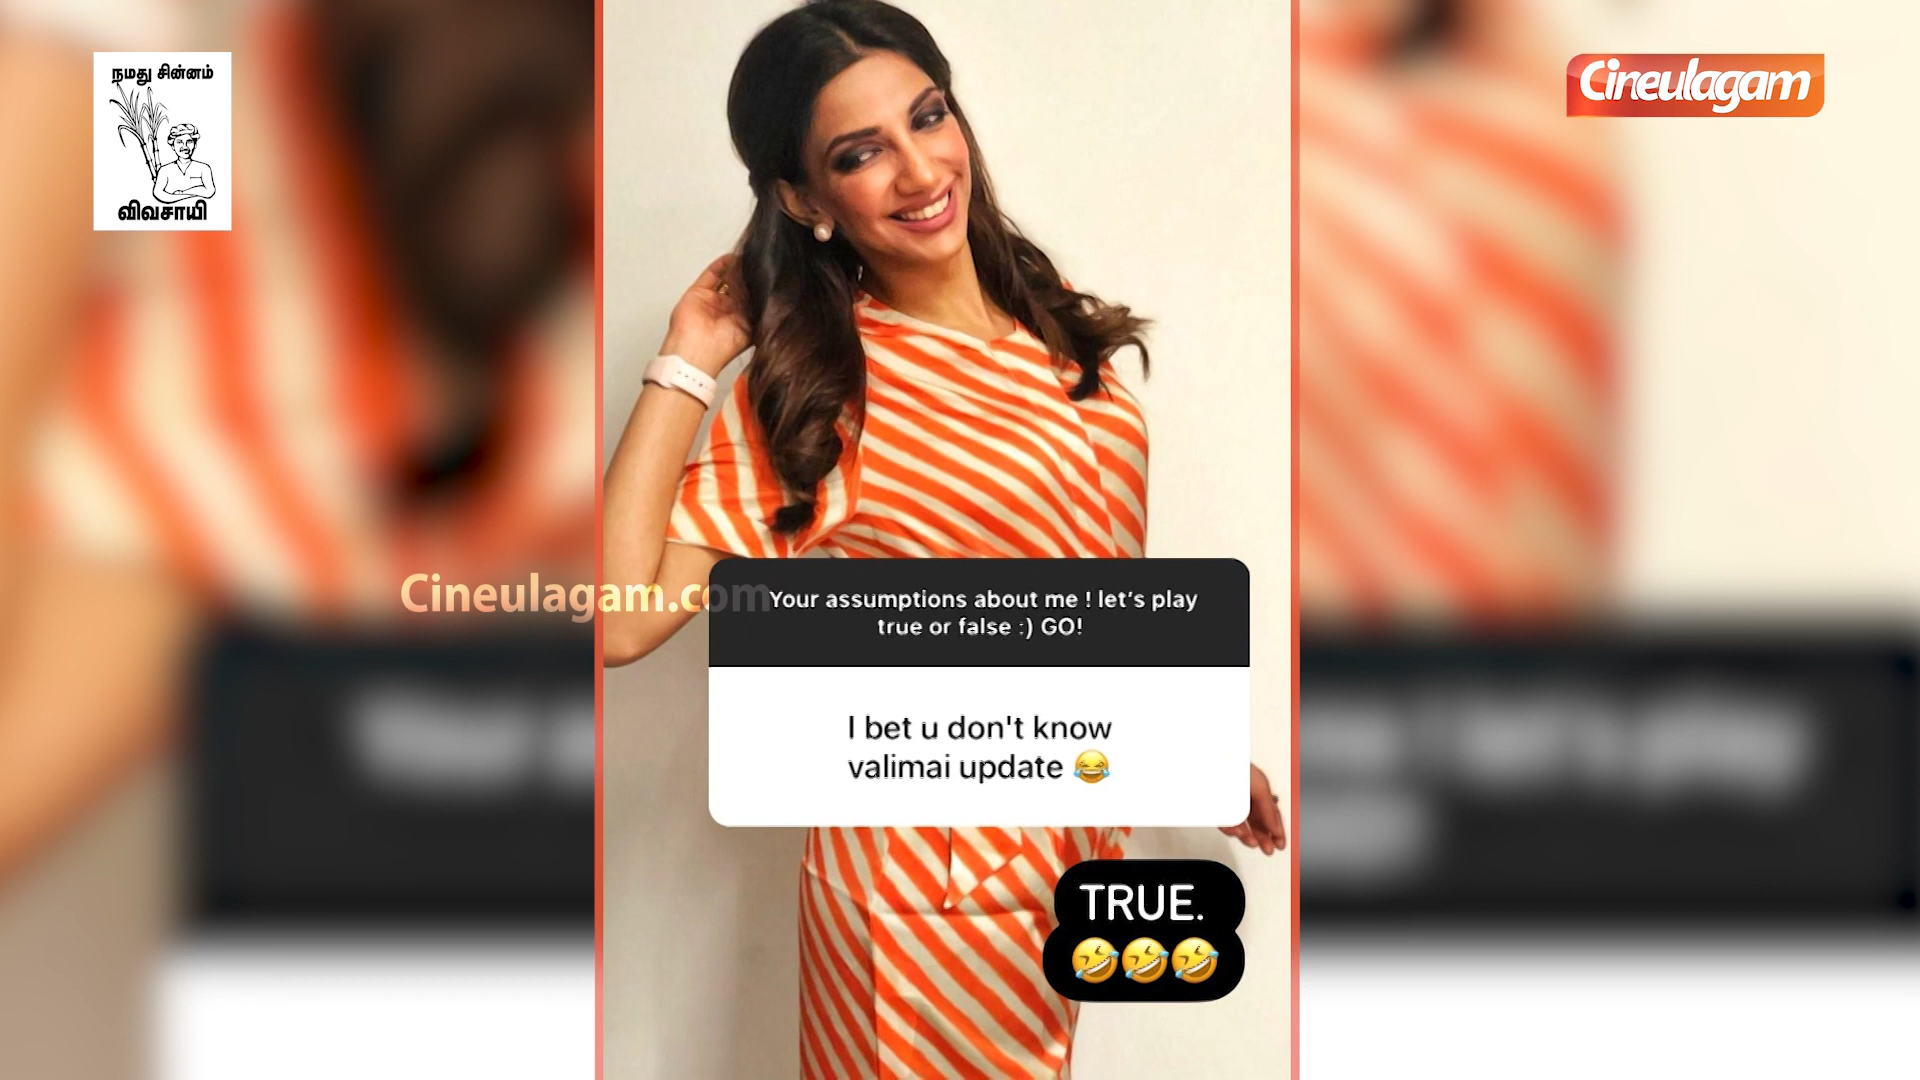 நமது சின்னம்
விவசாயி
Cineulagam
Cineulagam.com
Your assumptions about me ! let’s play
true or false :) GO!
I bet u don't know
valimai update 😂
TRUE.
🤣🤣🤣